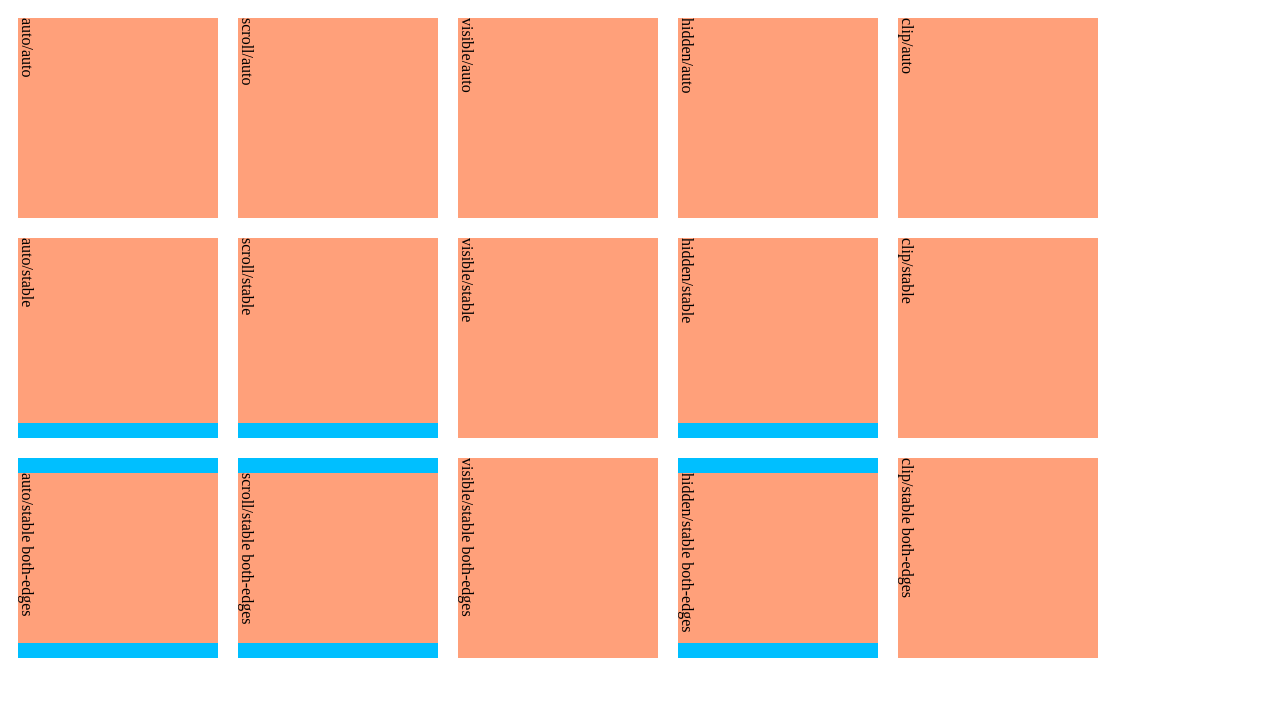 auto/auto
scroll/auto
visible/auto
hidden/auto
clip/auto
auto/stable
scroll/stable
visible/stable
hidden/stable
clip/stable
auto/stable both-edges
scroll/stable both-edges
visible/stable both-edges
hidden/stable both-edges
clip/stable both-edges